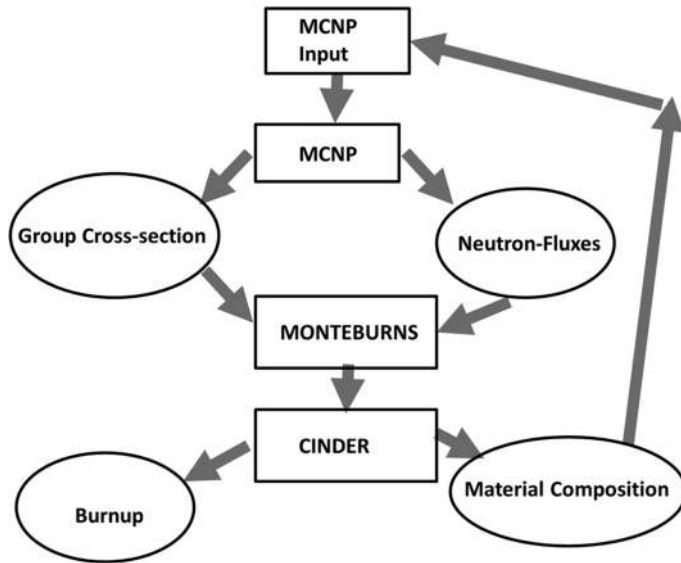 MCNP
Input
MCNP
Group Cross-section
Neutron-Fluxes
MONTEBURNS
CINDER
Material Composition
Burnup